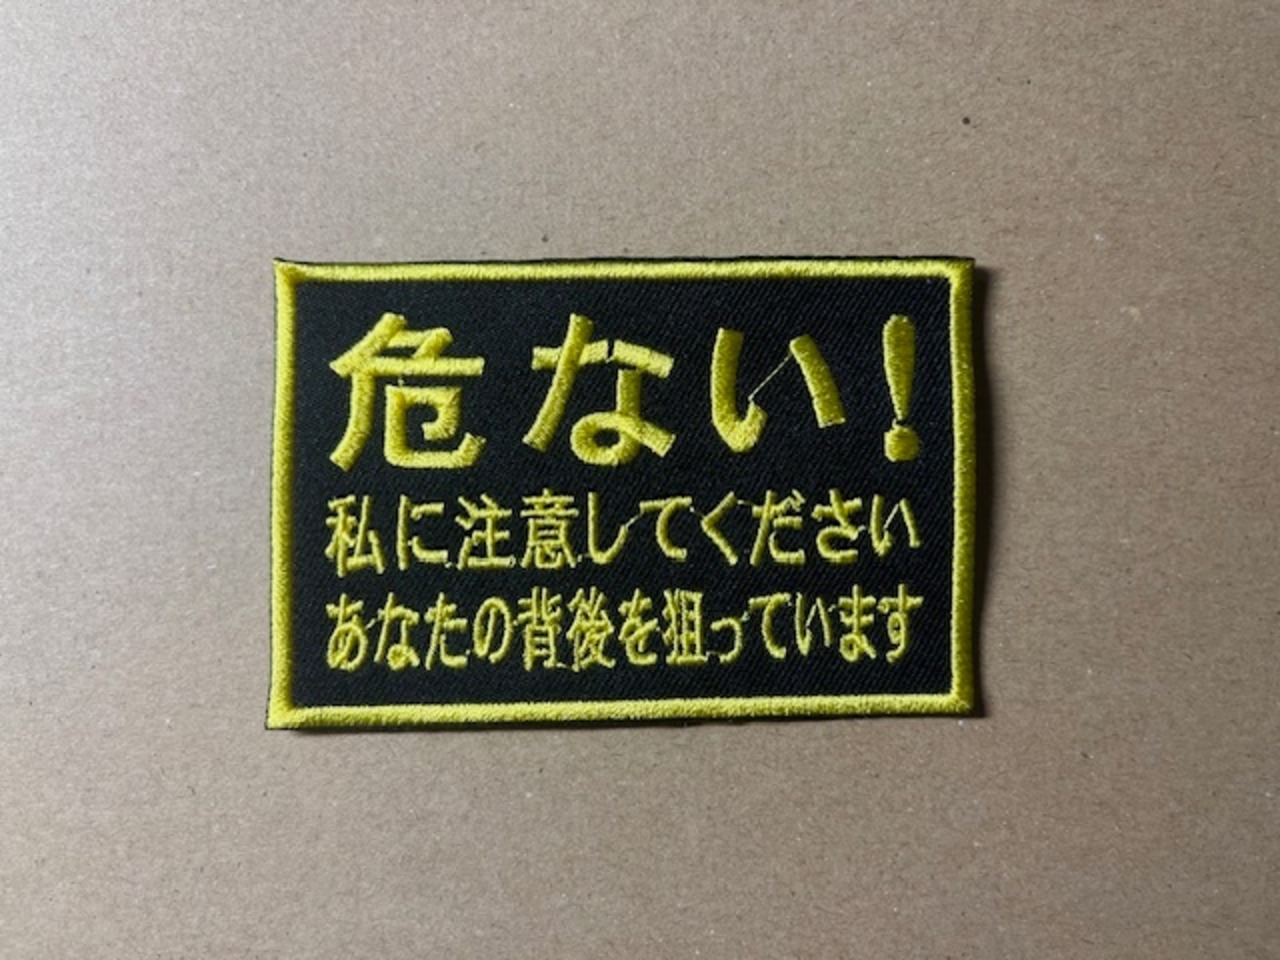 危ない!
私に注意してください
あなたの背後を狙っています